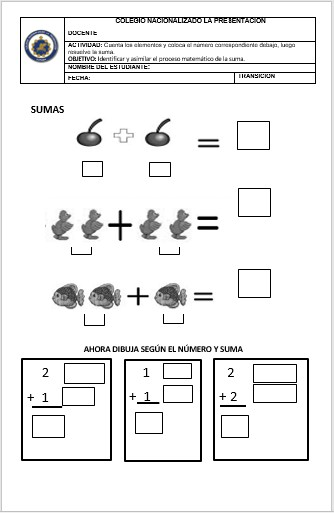 COLEGIO NACIONALIZADO LA PRESENTACION
DOCENTE
ACTIVIDAD: Cuenta los elementos y coloca el número correspondiente debajo, luego
resuelve la suma.
OBJETIVO: Identificar y asimilar el proceso matemático de la suma.
NOMBRE DEL ESTUDIANTE:
FECHA: TRANSICION
SUMAS
+ =
+ =
+ =
AHORA DIBUJA SEGÚN EL NÚMERO Y SUMA
2 1 2
+ 1 + 1 + 2